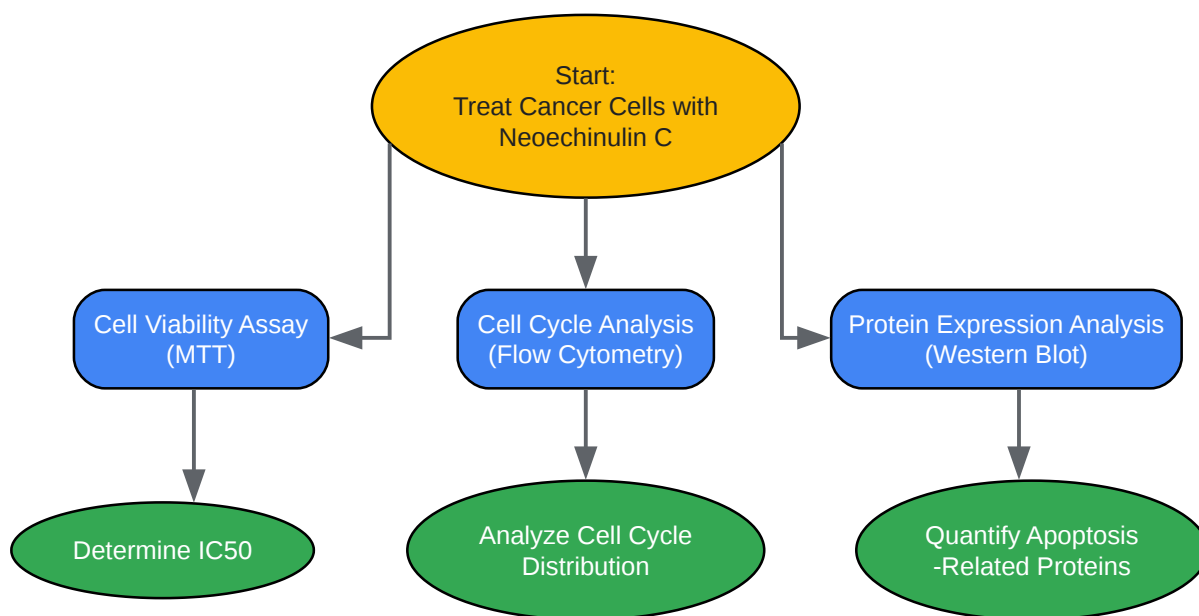 Start:
Treat Cancer Cells with
Neoechinulin C
Cell Viability Assay
(MTT)
Cell Cycle Analysis
(Flow Cytometry)
Protein Expression Analysis
(Western Blot)
Determine IC50
Analyze Cell Cycle
Distribution
Quantify Apoptosis
-Related Proteins